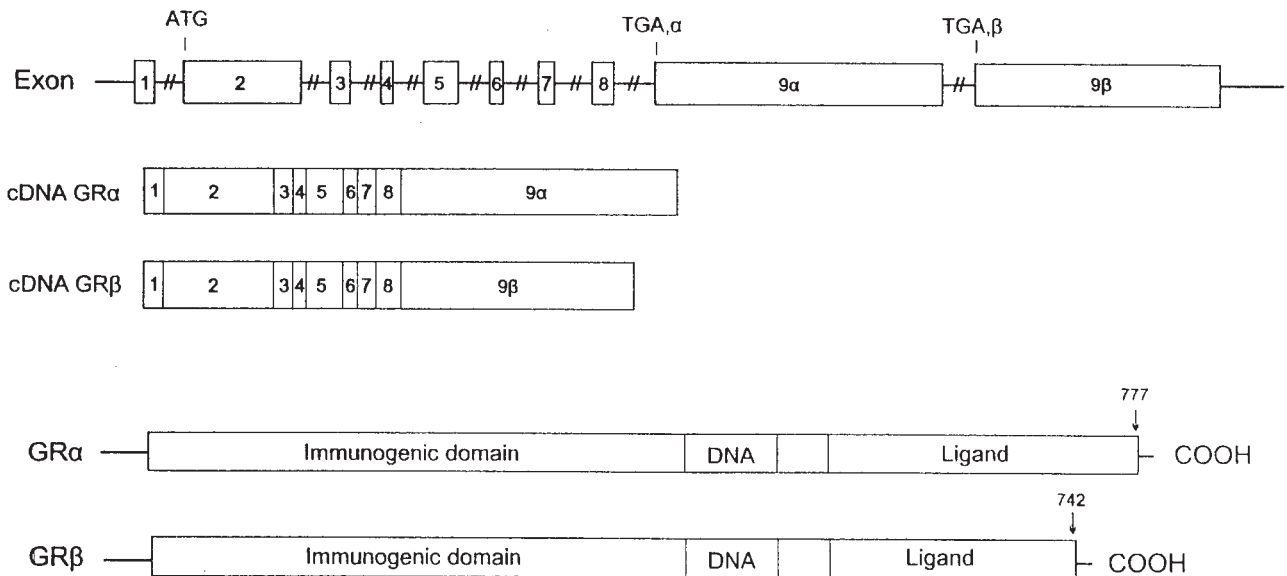 ATG TGA,α TGA,β
Exon 1 2 3 4 5 6 7 8 9α 9β
cDNA GRα 1 2 3 4 5 6 7 8 9α
cDNA GRβ 1 2 3 4 5 6 7 8 9β
777
GRα Immunogenic domain DNA Ligand COOH
742
GRβ Immunogenic domain DNA Ligand COOH